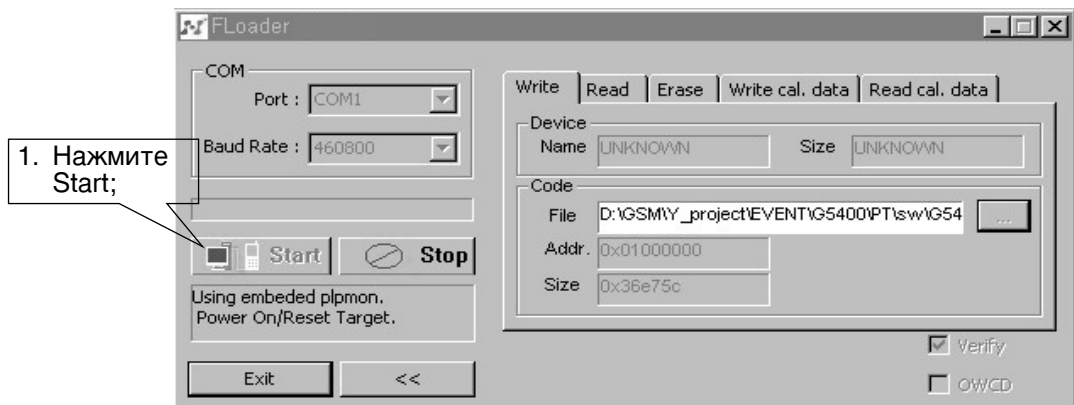 FLoader
COM
Port : COM1
Baud Rate : 460800
1. Нажмите
Start;
Start Stop
Using embeded plpmon.
Power On/Reset Target.
Exit <<
Write Read Erase Write cal. data Read cal. data
Device
Name UNKNOWN Size UNKNOWN
Code
File D:\GSM\Y_project\EVENT\G5400\PT\sw\G54 ...
Addr. 0x01000000
Size 0x36e75c
Verify
OWCD